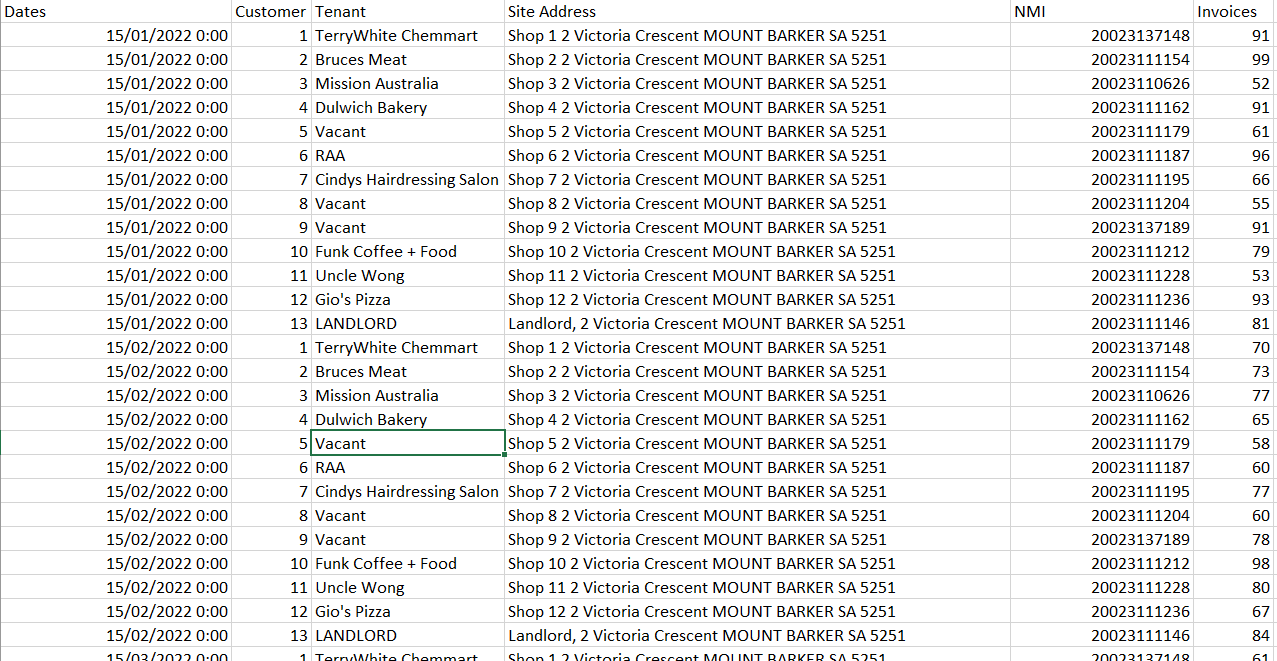 Dates Customer Tenant Site Address NMI Invoices
15/01/2022 0:00 1 TerryWhite Chemmart Shop 1 2 Victoria Crescent MOUNT BARKER SA 5251 20023137148 91
15/01/2022 0:00 2 Bruces Meat Shop 2 2 Victoria Crescent MOUNT BARKER SA 5251 20023111154 99
15/01/2022 0:00 3 Mission Australia Shop 3 2 Victoria Crescent MOUNT BARKER SA 5251 20023110626 52
15/01/2022 0:00 4 Dulwich Bakery Shop 4 2 Victoria Crescent MOUNT BARKER SA 5251 20023111162 91
15/01/2022 0:00 5 Vacant Shop 5 2 Victoria Crescent MOUNT BARKER SA 5251 20023111179 61
15/01/2022 0:00 6 RAA Shop 6 2 Victoria Crescent MOUNT BARKER SA 5251 20023111187 96
15/01/2022 0:00 7 Cindys Hairdressing Salon Shop 7 2 Victoria Crescent MOUNT BARKER SA 5251 20023111195 66
15/01/2022 0:00 8 Vacant Shop 8 2 Victoria Crescent MOUNT BARKER SA 5251 20023111204 55
15/01/2022 0:00 9 Vacant Shop 9 2 Victoria Crescent MOUNT BARKER SA 5251 20023137189 91
15/01/2022 0:00 10 Funk Coffee + Food Shop 10 2 Victoria Crescent MOUNT BARKER SA 5251 20023111212 79
15/01/2022 0:00 11 Uncle Wong Shop 11 2 Victoria Crescent MOUNT BARKER SA 5251 20023111228 53
15/01/2022 0:00 12 Gio's Pizza Shop 12 2 Victoria Crescent MOUNT BARKER SA 5251 20023111236 93
15/01/2022 0:00 13 LANDLORD Landlord, 2 Victoria Crescent MOUNT BARKER SA 5251 20023111146 81
15/02/2022 0:00 1 TerryWhite Chemmart Shop 1 2 Victoria Crescent MOUNT BARKER SA 5251 20023137148 70
15/02/2022 0:00 2 Bruces Meat Shop 2 2 Victoria Crescent MOUNT BARKER SA 5251 20023111154 73
15/02/2022 0:00 3 Mission Australia Shop 3 2 Victoria Crescent MOUNT BARKER SA 5251 20023110626 77
15/02/2022 0:00 4 Dulwich Bakery Shop 4 2 Victoria Crescent MOUNT BARKER SA 5251 20023111162 65
15/02/2022 0:00 5 Vacant Shop 5 2 Victoria Crescent MOUNT BARKER SA 5251 20023111179 58
15/02/2022 0:00 6 RAA Shop 6 2 Victoria Crescent MOUNT BARKER SA 5251 20023111187 60
15/02/2022 0:00 7 Cindys Hairdressing Salon Shop 7 2 Victoria Crescent MOUNT BARKER SA 5251 20023111195 77
15/02/2022 0:00 8 Vacant Shop 8 2 Victoria Crescent MOUNT BARKER SA 5251 20023111204 60
15/02/2022 0:00 9 Vacant Shop 9 2 Victoria Crescent MOUNT BARKER SA 5251 20023137189 78
15/02/2022 0:00 10 Funk Coffee + Food Shop 10 2 Victoria Crescent MOUNT BARKER SA 5251 20023111212 98
15/02/2022 0:00 11 Uncle Wong Shop 11 2 Victoria Crescent MOUNT BARKER SA 5251 20023111228 80
15/02/2022 0:00 12 Gio's Pizza Shop 12 2 Victoria Crescent MOUNT BARKER SA 5251 20023111236 67
15/02/2022 0:00 13 LANDLORD Landlord, 2 Victoria Crescent MOUNT BARKER SA 5251 20023111146 84
15/03/2022 0:00 1 TerryWhite Chemmart Shop 1 2 Victoria Crescent MOUNT BARKER SA 5251 20023137148 61